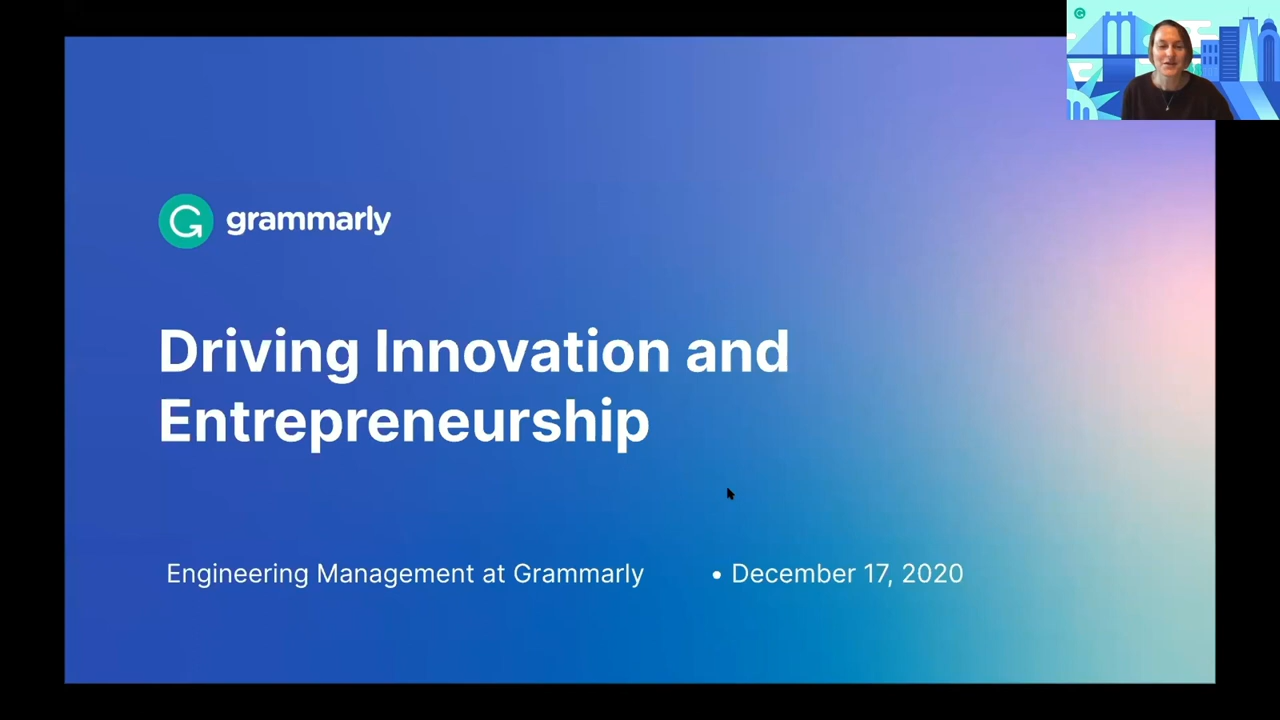 grammarly
Driving Innovation and
Entrepreneurship
Engineering Management at Grammarly • December 17, 2020